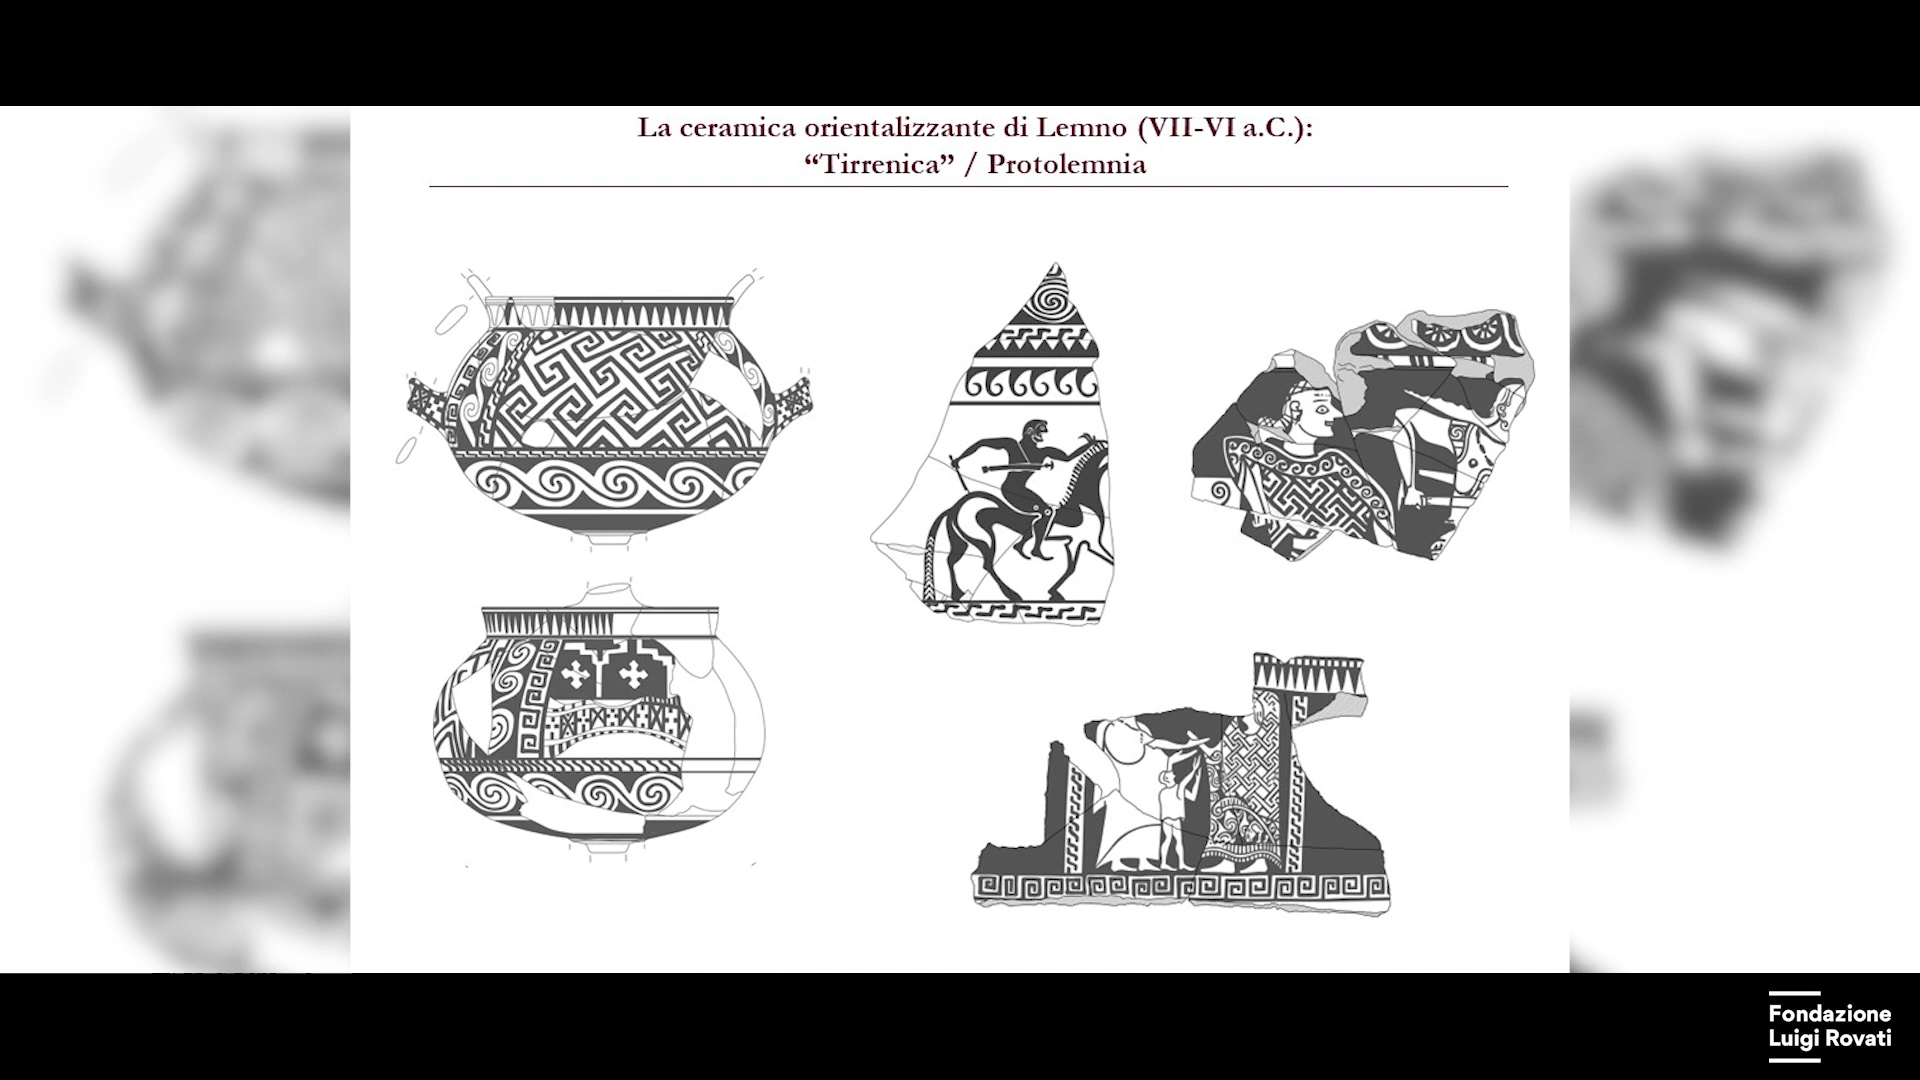 La ceramica orientalizzante di Lemno (VII-VI a.C.):
“Tirrenica” / Protolemnia
Fondazione
Luigi Rovati